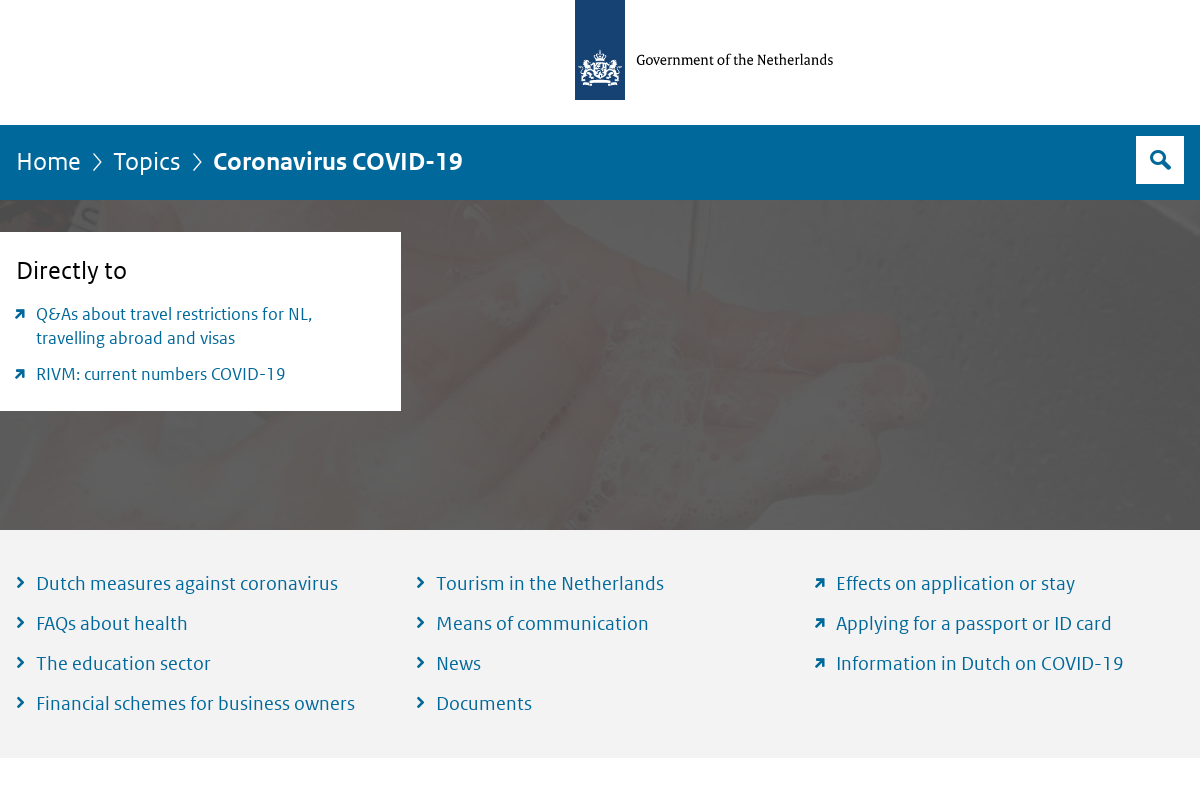 Government of the Netherlands
Home
Topics
Coronavirus COVID-19
Directly to
Q&As about travel restrictions for NL,
travelling abroad and visas
RIVM: current numbers COVID-19
Dutch measures against coronavirus
FAQs about health
The education sector
Financial schemes for business owners
Tourism in the Netherlands
Means of communication
News
Documents
Effects on application or stay
Applying for a passport or ID card
Information in Dutch on COVID-19